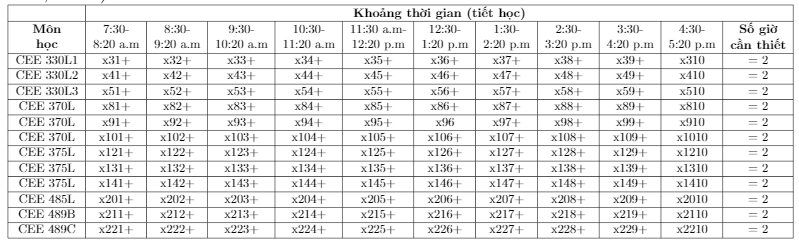 Khoảng thời gian (tiết học)
Môn học 7:30-8:20 a.m 8:30-9:20 a.m 9:30-10:20 a.m 10:30-11:20 a.m 11:30 a.m-12:20 p.m 12:30-1:20 p.m 1:30-2:20 p.m 2:30-3:20 p.m 3:30-4:20 p.m 4:30-5:20 p.m Số giờ cần thiết
CEE 330L1 x31+ x32+ x33+ x34+ x35+ x36+ x37+ x38+ x39+ x310 = 2
CEE 330L2 x41+ x42+ x43+ x44+ x45+ x46+ x47+ x48+ x49+ x410 = 2
CEE 330L3 x51+ x52+ x53+ x54+ x55+ x56+ x57+ x58+ x59+ x510 = 2
CEE 370L x81+ x82+ x83+ x84+ x85+ x86+ x87+ x88+ x89+ x810 = 2
CEE 370L x91+ x92+ x93+ x94+ x95+ x96 x97+ x98+ x99+ x910 = 2
CEE 370L x101+ x102+ x103+ x104+ x105+ x106+ x107+ x108+ x109+ x1010 = 2
CEE 375L x121+ x122+ x123+ x124+ x125+ x126+ x127+ x128+ x129+ x1210 = 2
CEE 375L x131+ x132+ x133+ x134+ x135+ x136+ x137+ x138+ x139+ x1310 = 2
CEE 375L x141+ x142+ x143+ x144+ x145+ x146+ x147+ x148+ x149+ x1410 = 2
CEE 485L x201+ x202+ x203+ x204+ x205+ x206+ x207+ x208+ x209+ x2010 = 2
CEE 489B x211+ x212+ x213+ x214+ x215+ x216+ x217+ x218+ x219+ x2110 = 2
CEE 489C x221+ x222+ x223+ x224+ x225+ x226+ x227+ x228+ x229+ x2210 = 2